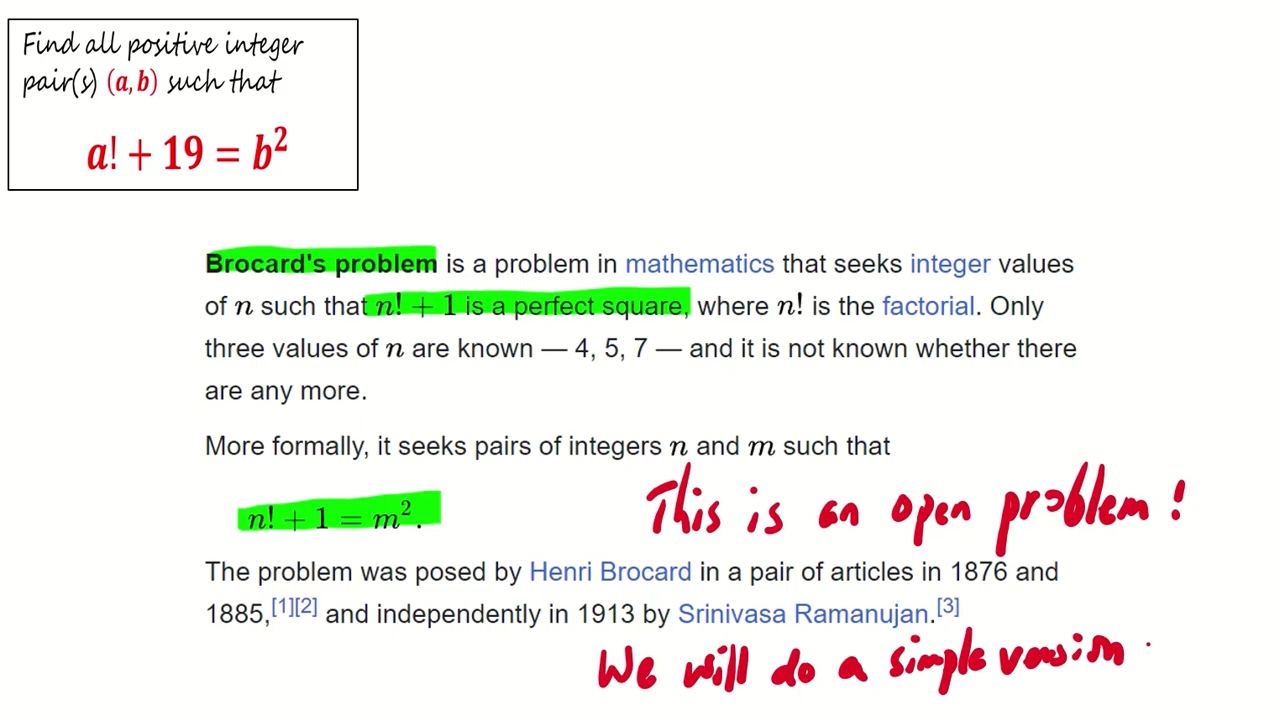 Find all positive integer
pair(s) (a, b) such that
a! + 19 = b²
Brocard's problem is a problem in mathematics that seeks integer values
of n such that n! + 1 is a perfect square, where n! is the factorial. Only
three values of n are known — 4, 5, 7 — and it is not known whether there
are any more.
More formally, it seeks pairs of integers n and m such that
n! + 1 = m².
This is an open problem!
The problem was posed by Henri Brocard in a pair of articles in 1876 and
1885,[1][2] and independently in 1913 by Srinivasa Ramanujan.[3]
We will do a simple version